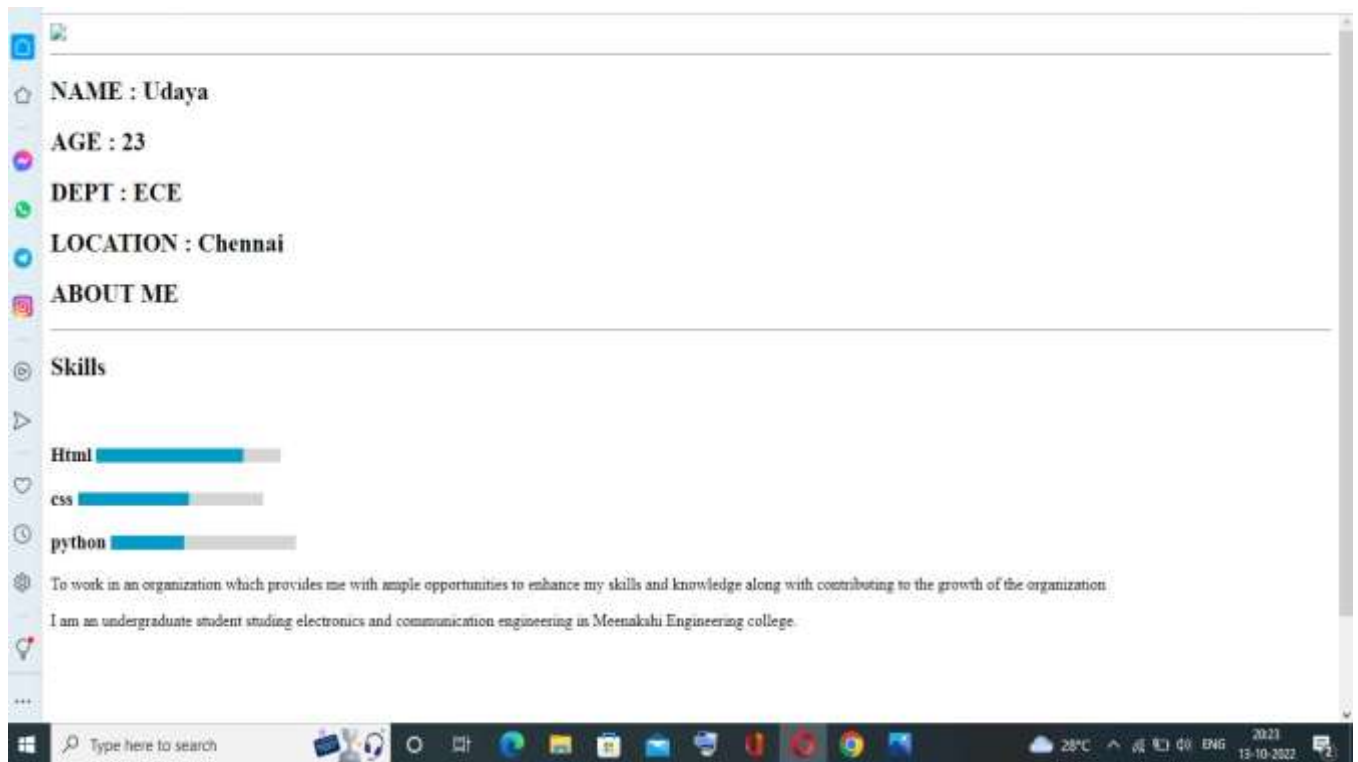 NAME : Udaya
AGE : 23
DEPT : ECE
LOCATION : Chennai
ABOUT ME
Skills
Html
css
python
To work in an organization which provides me with ample opportunities to enhance my skills and knowledge along with contributing to the growth of the organization
I am an undergraduate student studing electronics and communication engineering in Meenakshi Engineering college.
Type here to search
28°C
ENG
20:23
13-10-2022
2